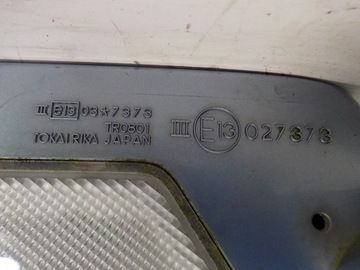 III E13 03*7373
TR0801
TOKAIRIKA JAPAN
III E13 027373